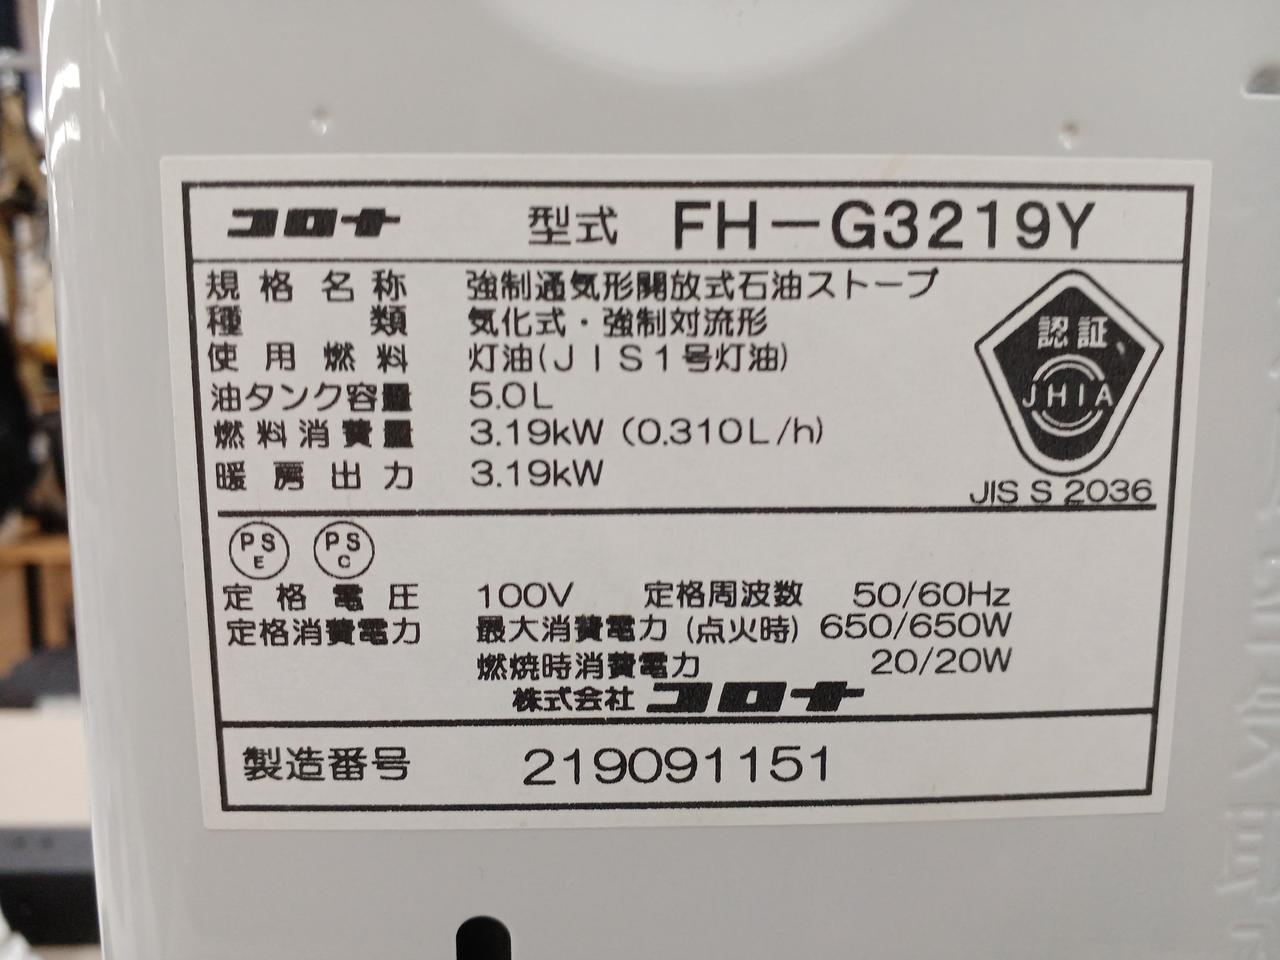 コロナ 型式 FH-G3219Y
規格名称 強制通気形開放式石油ストーブ
種類 気化式・強制対流形
使用燃料 灯油(JIS1号灯油)
油タンク容量 5.0L
燃料消費量 3.19kW (0.310L/h)
暖房出力 3.19kW
認証
JHIA
JIS S 2036
PS E PS C
定格電圧 100V 定格周波数 50/60Hz
定格消費電力 最大消費電力 (点火時) 650/650W
燃焼時消費電力 20/20W
株式会社 コロナ
製造番号 219091151